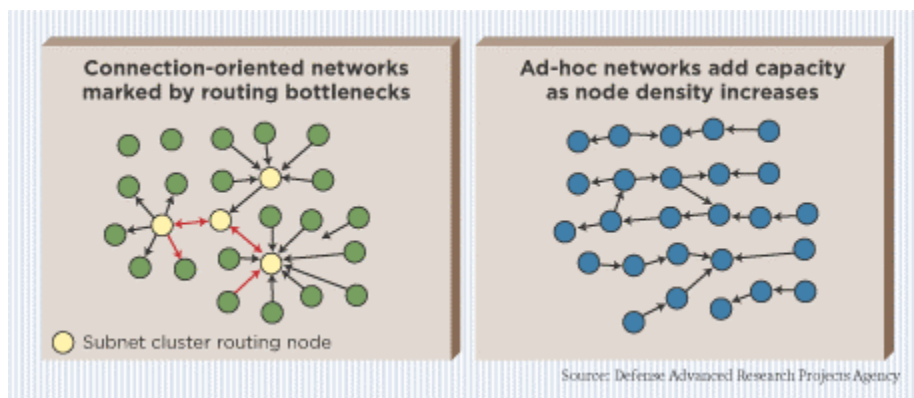 Connection-oriented networks
marked by routing bottlenecks
Subnet cluster routing node
Ad-hoc networks add capacity
as node density increases
Source: Defense Advanced Research Projects Agency